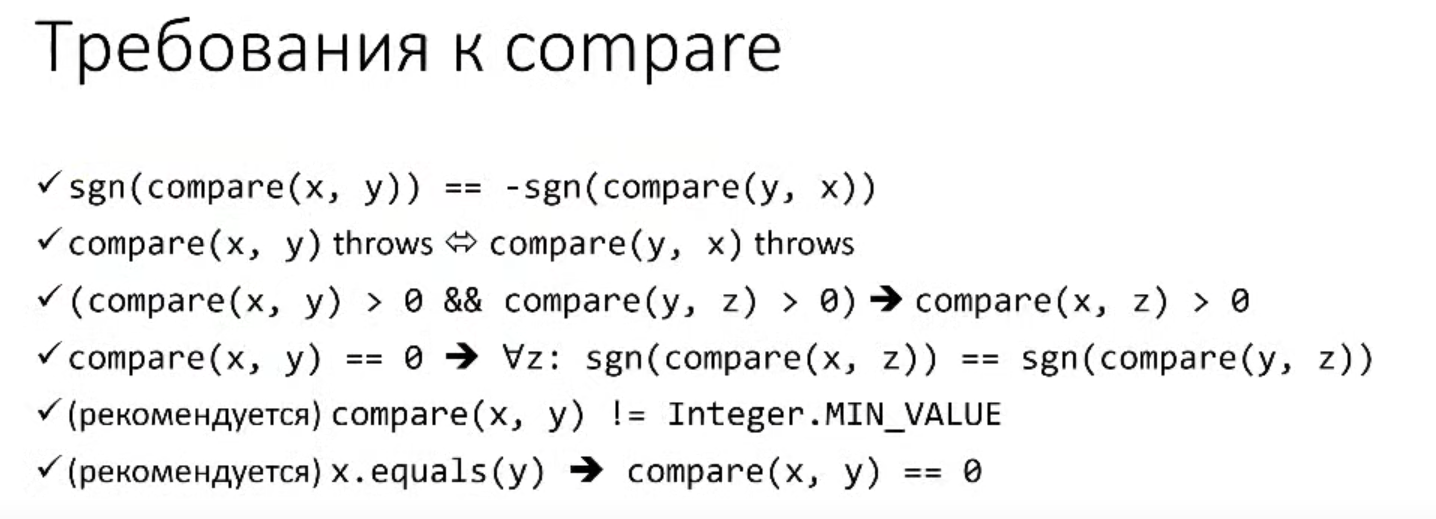 Требования к compare
✓ sgn(compare(x, y)) == -sgn(compare(y, x))
✓ compare(x, y) throws ⇔ compare(y, x) throws
✓ (compare(x, y) > 0 && compare(y, z) > 0) ➔ compare(x, z) > 0
✓ compare(x, y) == 0 ➔ ∀z: sgn(compare(x, z)) == sgn(compare(y, z))
✓ (рекомендуется) compare(x, y) != Integer.MIN_VALUE
✓ (рекомендуется) x.equals(y) ➔ compare(x, y) == 0